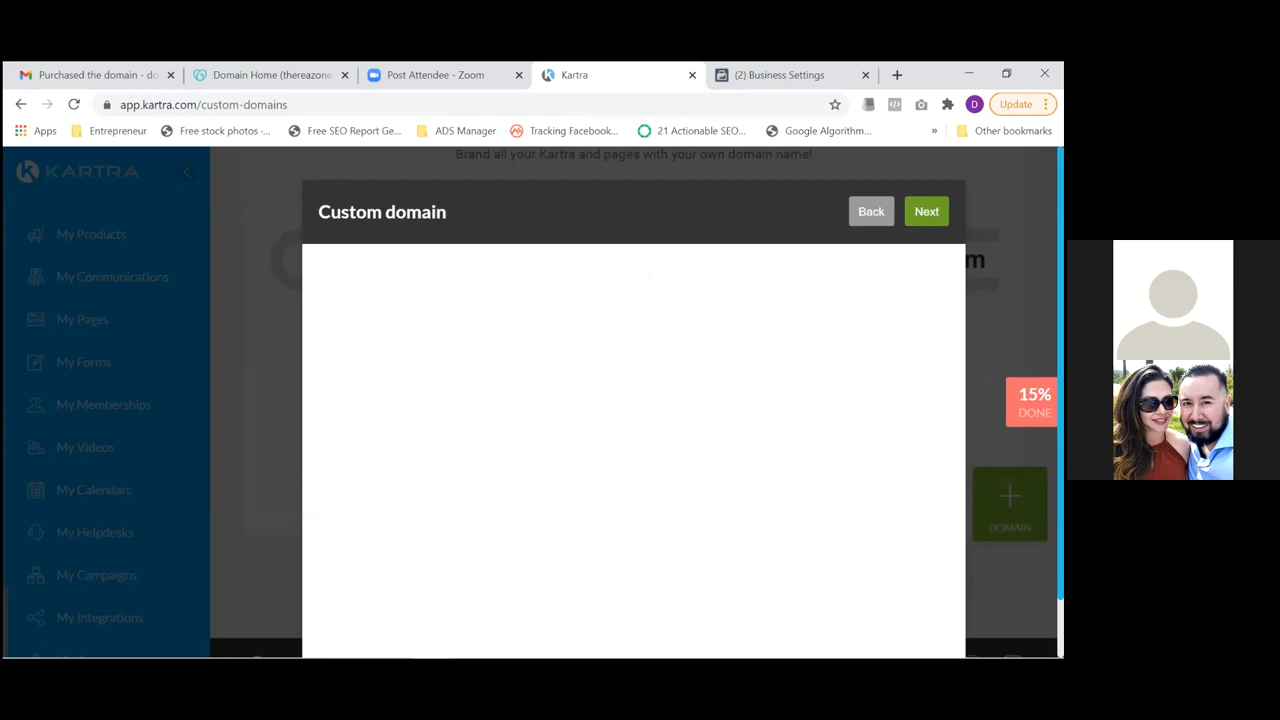 Purchased the domain - do
Domain Home (thereazone.
Post Attendee - Zoom
Kartra
(2) Business Settings
app.kartra.com/custom-domains
D
Update
Apps
Entrepreneur
Free stock photos -...
Free SEO Report Ge...
ADS Manager
Tracking Facebook...
21 Actionable SEO...
Google Algorithm...
»
Other bookmarks
KARTRA
Brand all your Kartra and pages with your own domain name!
Custom domain
Back
Next
My Products
m
My Communications
My Pages
My Forms
15%
DONE
My Memberships
My Videos
My Calendars
DOMAIN
My Helpdesks
My Campaigns
My Integrations